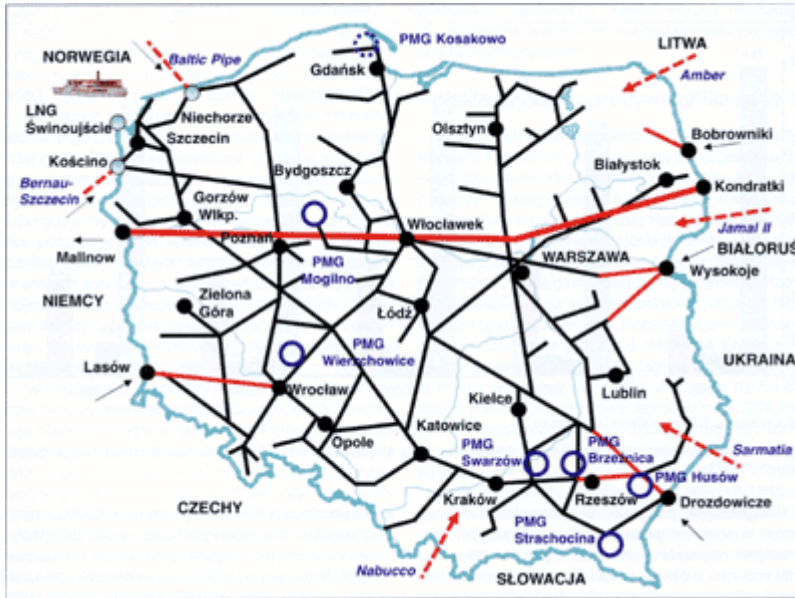 PMG Kosakowo
NORWEGIA
Baltic Pipe
LITWA
Gdańsk
Amber
LNG
Świnoujście
Niechorze
Szczecin
Olsztyn
Bobrowniki
Kościno
Bydgoszcz
Białystok
Bernau-
Szczecin
Gorzów
Wlkp.
Kondratki
Włocławek
Jamal II
Mallnow
Poznań
WARSZAWA
BIAŁORUŚ
PMG
Mogilno
Wysokoje
NIEMCY
Zielona
Góra
Łódź
PMG
Wierzchowice
UKRAINA
Lasów
Wrocław
Kielce
Lublin
Opole
Katowice
PMG
Swarzów
PMG
Brzeźnica
Sarmatia
PMG Husów
CZECHY
Kraków
Rzeszów
Drozdowicze
PMG
Strachocina
Nabucco
SŁOWACJA